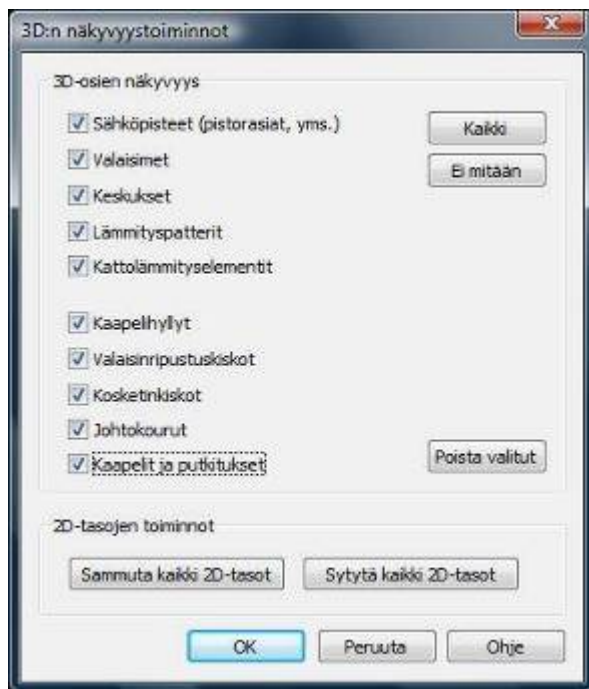 3D:n näkyvyystoiminnot
3D-osien näkyvyys
Sähköpisteet (pistorasiat, yms.)
Kaikki
Valaisimet
Ei mitään
Keskukset
Lämmityspatterit
Kattolämmityselementit
Kaapelihyllyt
Valaisinripustuskiskot
Kosketinkiskot
Johtokourut
Kaapelit ja putkitukset
Poista valitut
2D-tasojen toiminnot
Sammuta kaikki 2D-tasot
Sytytä kaikki 2D-tasot
OK
Peruuta
Ohje